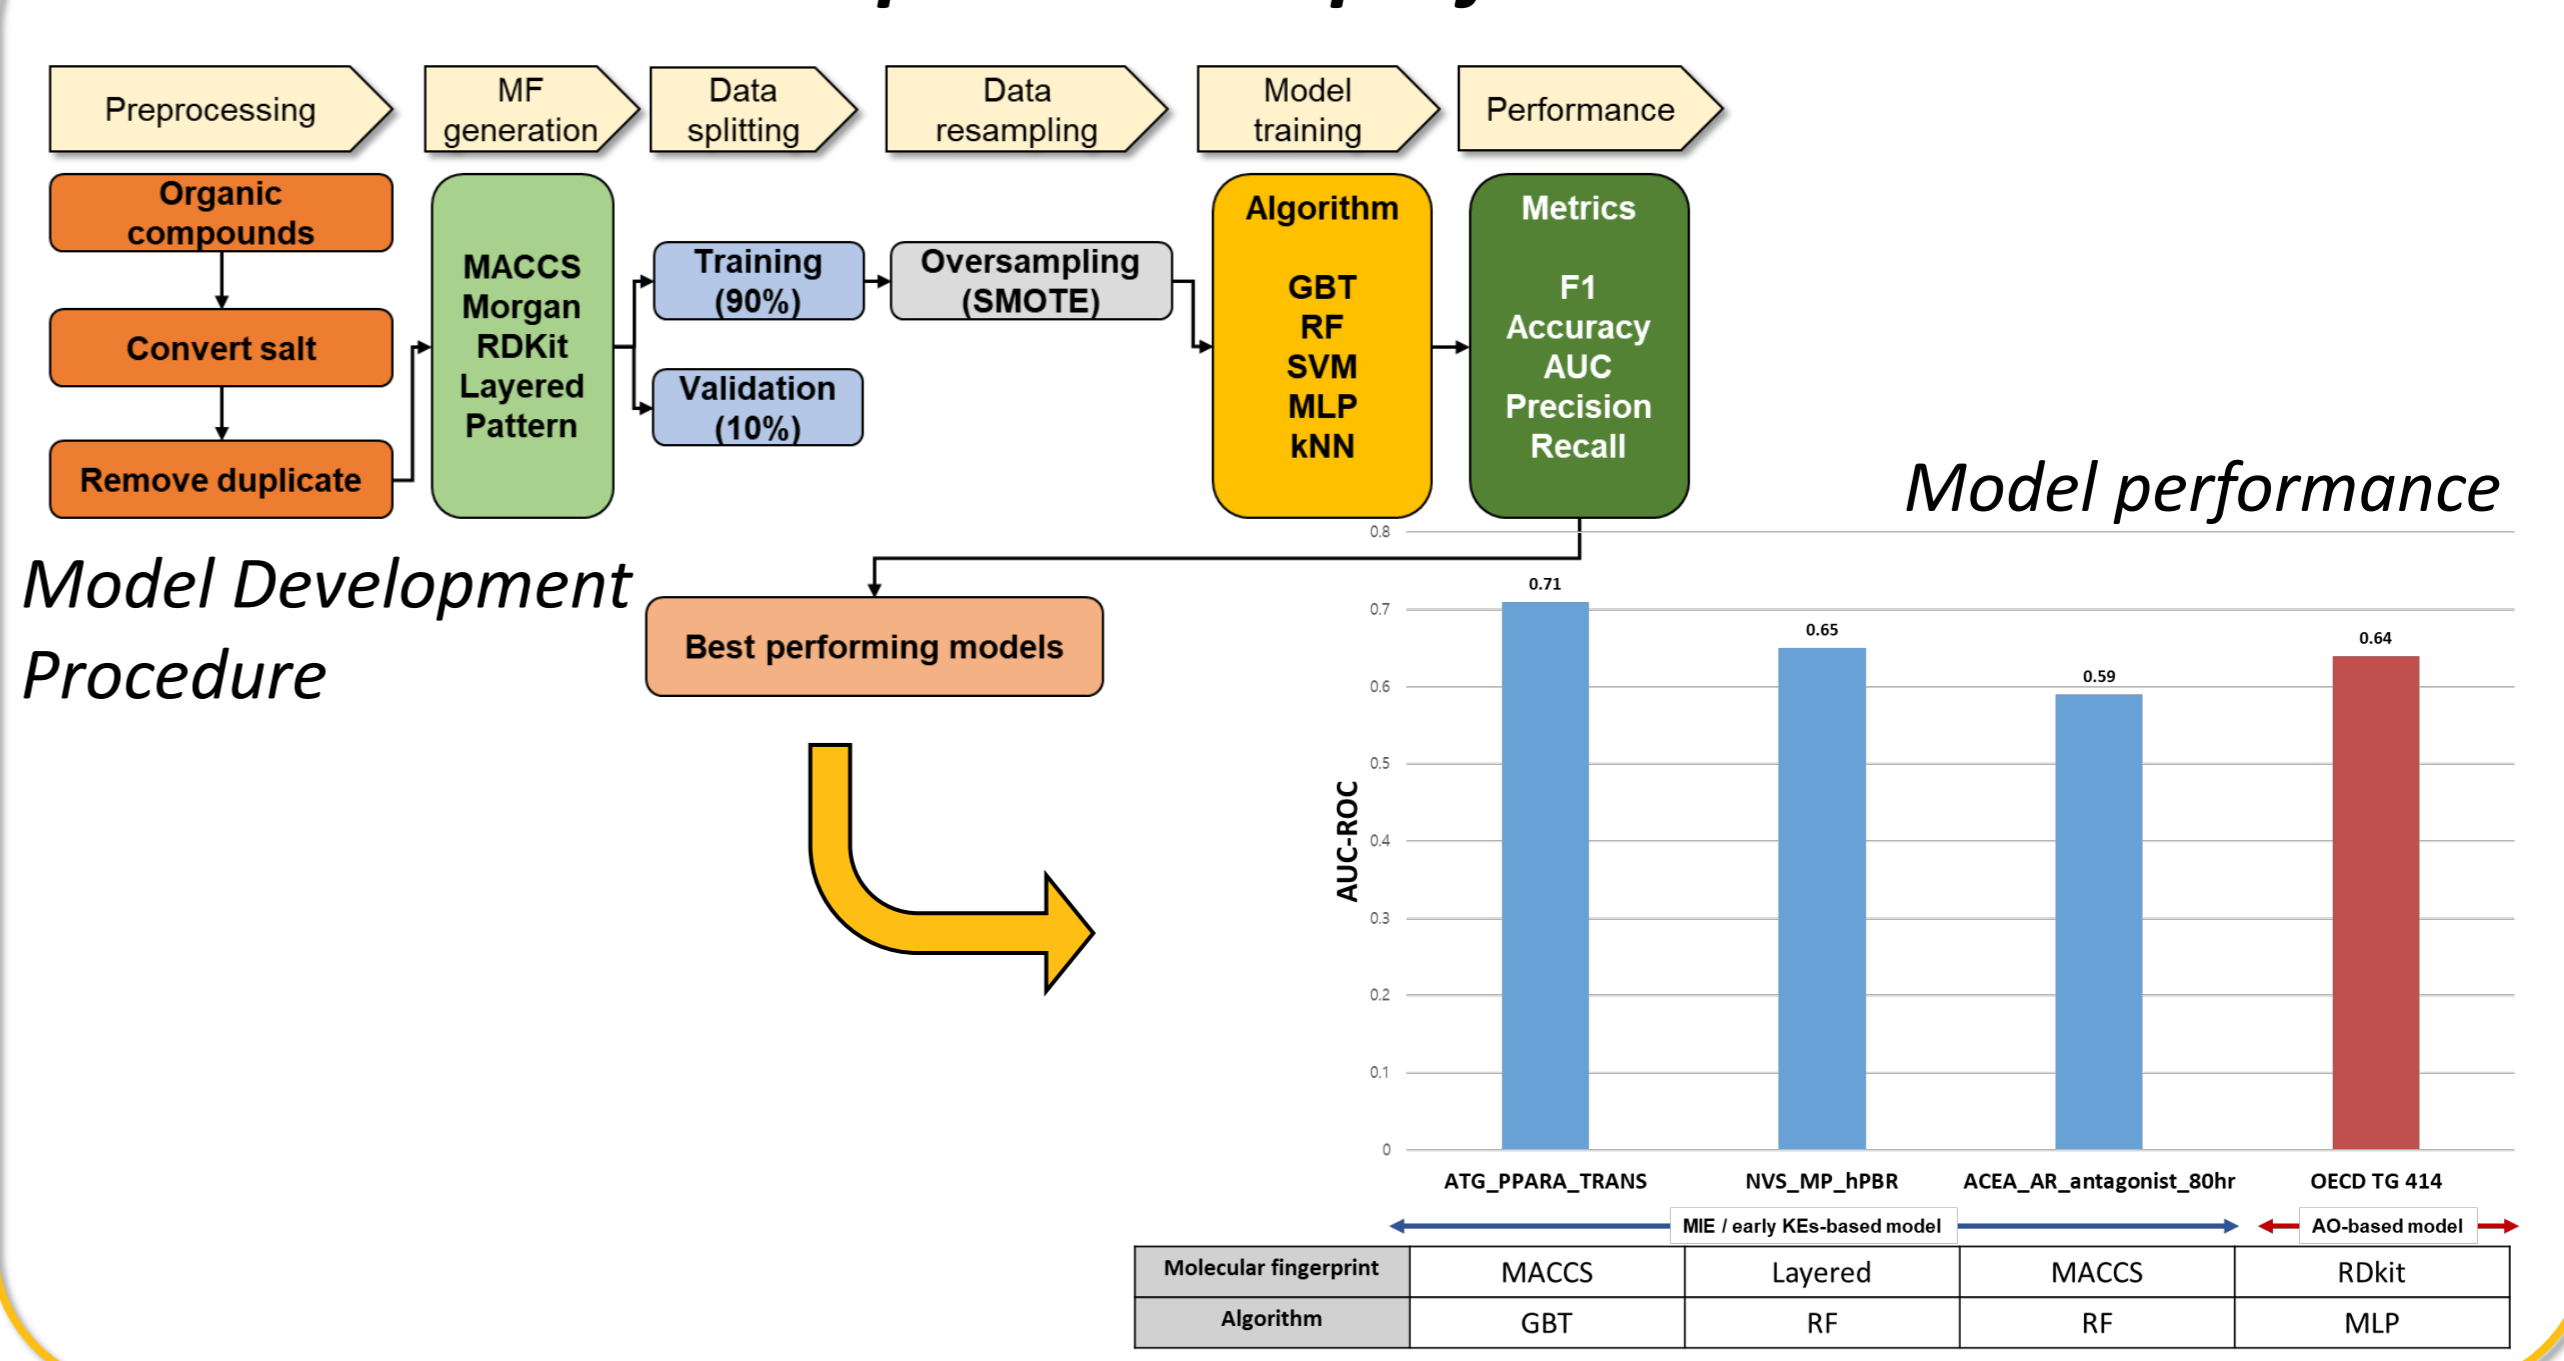 Preprocessing
MF
generation
Data
splitting
Data
resampling
Model
training
Performance
Organic
compounds
Convert salt
Remove duplicate
MACCS
Morgan
RDKit
Layered
Pattern
Training
(90%)
Validation
(10%)
Oversampling
(SMOTE)
Algorithm
GBT
RF
SVM
MLP
kNN
Metrics
F1
Accuracy
AUC
Precision
Recall
Model Development
Procedure
Best performing models
Model performance
AUC-ROC
0.8
0.7
0.6
0.5
0.4
0.3
0.2
0.1
0
0.71
0.65
0.59
0.64
ATG_PPARA_TRANS
NVS_MP_hPBR
ACEA_AR_antagonist_80hr
OECD TG 414
MIE / early KEs-based model
AO-based model
Molecular fingerprint
MACCS
Layered
MACCS
RDkit
Algorithm
GBT
RF
RF
MLP